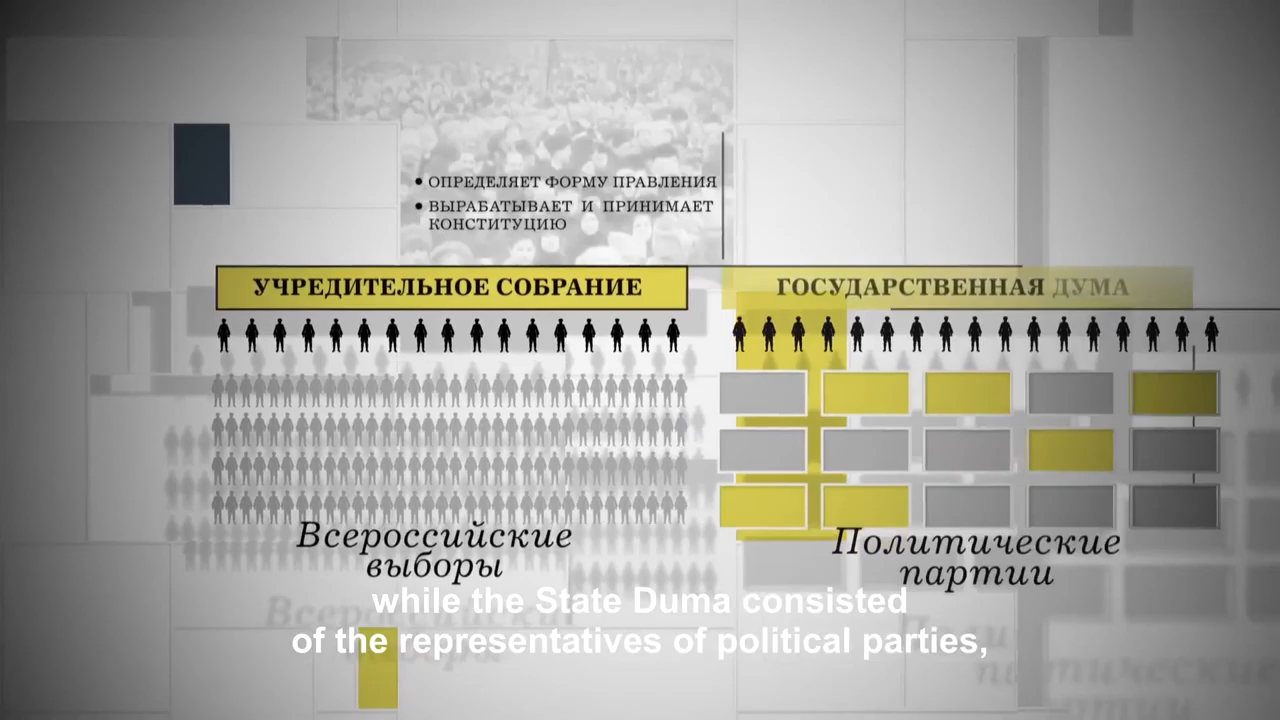 • ОПРЕДЕЛЯЕТ ФОРМУ ПРАВЛЕНИЯ
• ВЫРАБАТЫВАЕТ И ПРИНИМАЕТ
КОНСТИТУЦИЮ
УЧРЕДИТЕЛЬНОЕ СОБРАНИЕ
ГОСУДАРСТВЕННАЯ ДУМА
Всероссийские
выборы
Политические
партии
while the State Duma consisted
of the representatives of political parties,